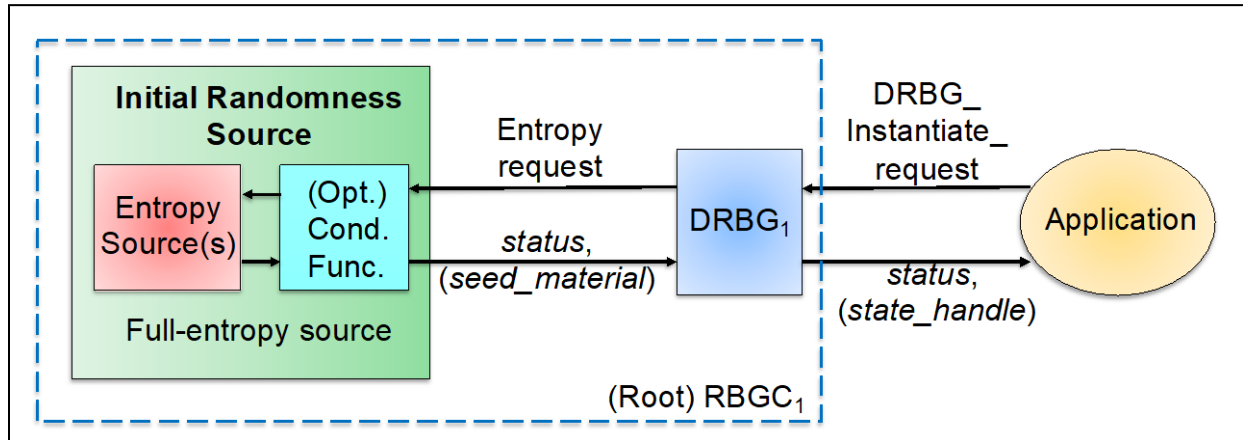 Initial Randomness
Source
Entropy
Source(s)
(Opt.)
Cond.
Func.
Full-entropy source
Entropy
request
status,
(seed_material)
DRBG₁
DRBG_
Instantiate_
request
status,
(state_handle)
Application
(Root) RBGC₁